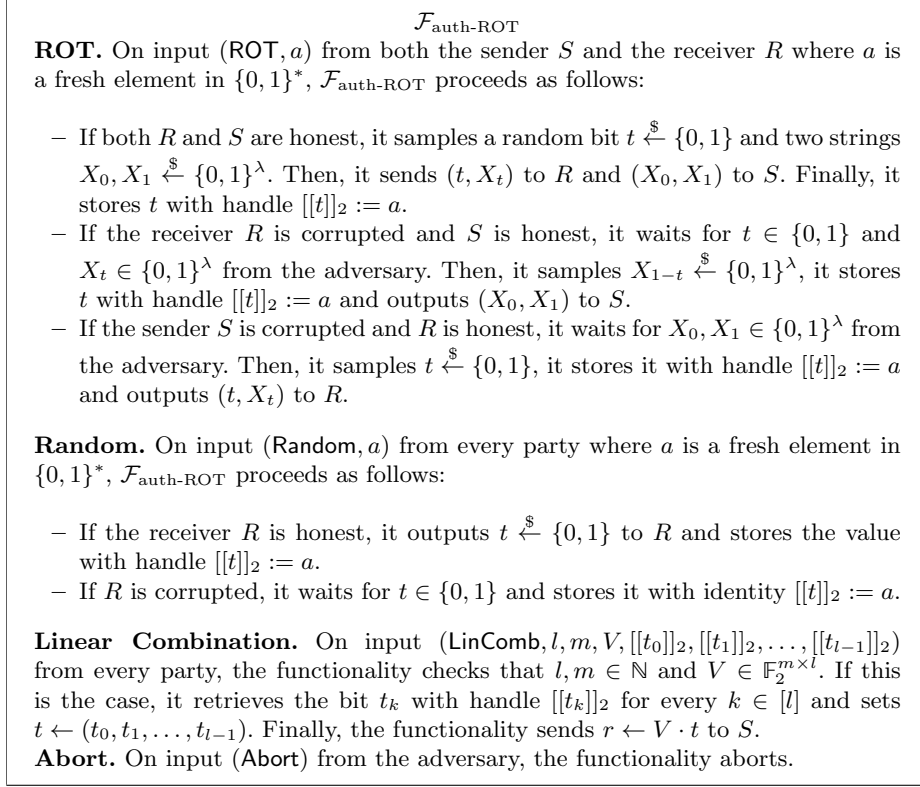 𝓕auth-ROT
ROT. On input (ROT, a) from both the sender S and the receiver R where a is
a fresh element in {0, 1}*, 𝓕auth-ROT proceeds as follows:
– If both R and S are honest, it samples a random bit t ←$ {0, 1} and two strings
X₀, X₁ ←$ {0, 1}^λ. Then, it sends (t, X_t) to R and (X₀, X₁) to S. Finally, it
stores t with handle [[t]]₂ := a.
– If the receiver R is corrupted and S is honest, it waits for t ∈ {0, 1} and
X_t ∈ {0, 1}^λ from the adversary. Then, it samples X_{1−t} ←$ {0, 1}^λ, it stores
t with handle [[t]]₂ := a and outputs (X₀, X₁) to S.
– If the sender S is corrupted and R is honest, it waits for X₀, X₁ ∈ {0, 1}^λ from
the adversary. Then, it samples t ←$ {0, 1}, it stores it with handle [[t]]₂ := a
and outputs (t, X_t) to R.
Random. On input (Random, a) from every party where a is a fresh element in
{0, 1}*, 𝓕auth-ROT proceeds as follows:
– If the receiver R is honest, it outputs t ←$ {0, 1} to R and stores the value
with handle [[t]]₂ := a.
– If R is corrupted, it waits for t ∈ {0, 1} and stores it with identity [[t]]₂ := a.
Linear Combination. On input (LinComb, l, m, V, [[t₀]]₂, [[t₁]]₂, . . . , [[t_{l−1}]]₂)
from every party, the functionality checks that l, m ∈ ℕ and V ∈ 𝔽₂^{m×l}. If this
is the case, it retrieves the bit t_k with handle [[t_k]]₂ for every k ∈ [l] and sets
t ← (t₀, t₁, . . . , t_{l−1}). Finally, the functionality sends r ← V · t to S.
Abort. On input (Abort) from the adversary, the functionality aborts.